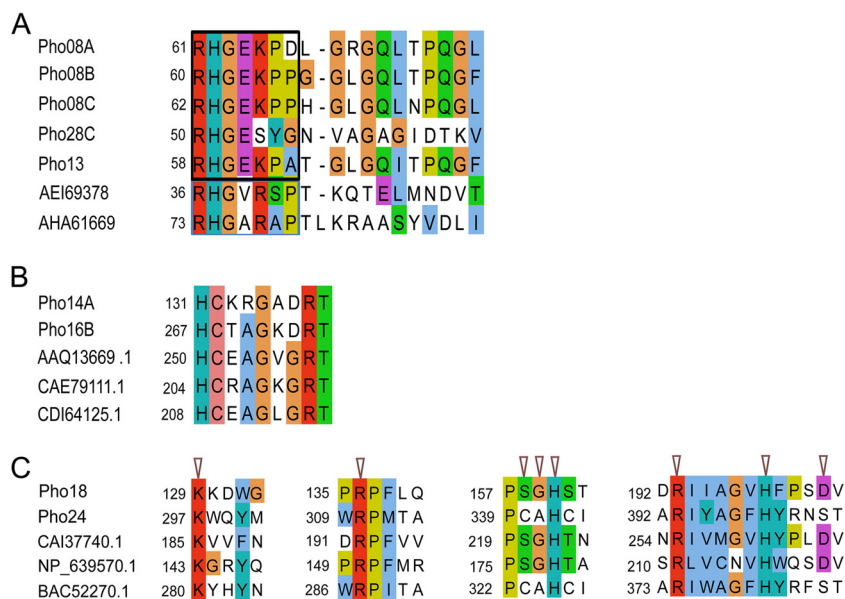 A
Pho08A 61 RHGEKPDL-GRGQLTPQGL
Pho08B 60 RHGEKPPG-GLGQLTPQGF
Pho08C 62 RHGEKPPH-GLGQLNPQGL
Pho28C 50 RHGESYGN-VAGAGIDTKV
Pho13 58 RHGEKPAT-GLGQITPQGF
AEI69378 36 RHGVRSPT-KQTELMNDVT
AHA61669 73 RHGARAPTLKRAASYVDLI
B
Pho14A 131 HCKRGADRT
Pho16B 267 HCTAGKDRT
AAQ13669 .1 250 HCEAGVGRT
CAE79111.1 204 HCRAGKGRT
CDI64125.1 208 HCEAGLGRT
C
Pho18 129 KKDWG 135 PRPFLQ 157 PSGHST 192 DRIIAGVHFPSDV
Pho24 297 KWQYM 309 WRPMTA 339 PCAHCI 392 ARIYAGFHYRNST
CAI37740.1 185 KVVFN 191 DRPFVV 219 PSGHTN 254 NRIVMGVHYPLDV
NP_639570.1 143 KGRYQ 149 PRPFMR 175 PSGHTA 210 SRLVCNVHWQSDV
BAC52270.1 280 KYHYN 286 WRPITA 322 PCAHCI 373 ARIWAGFHYRFST